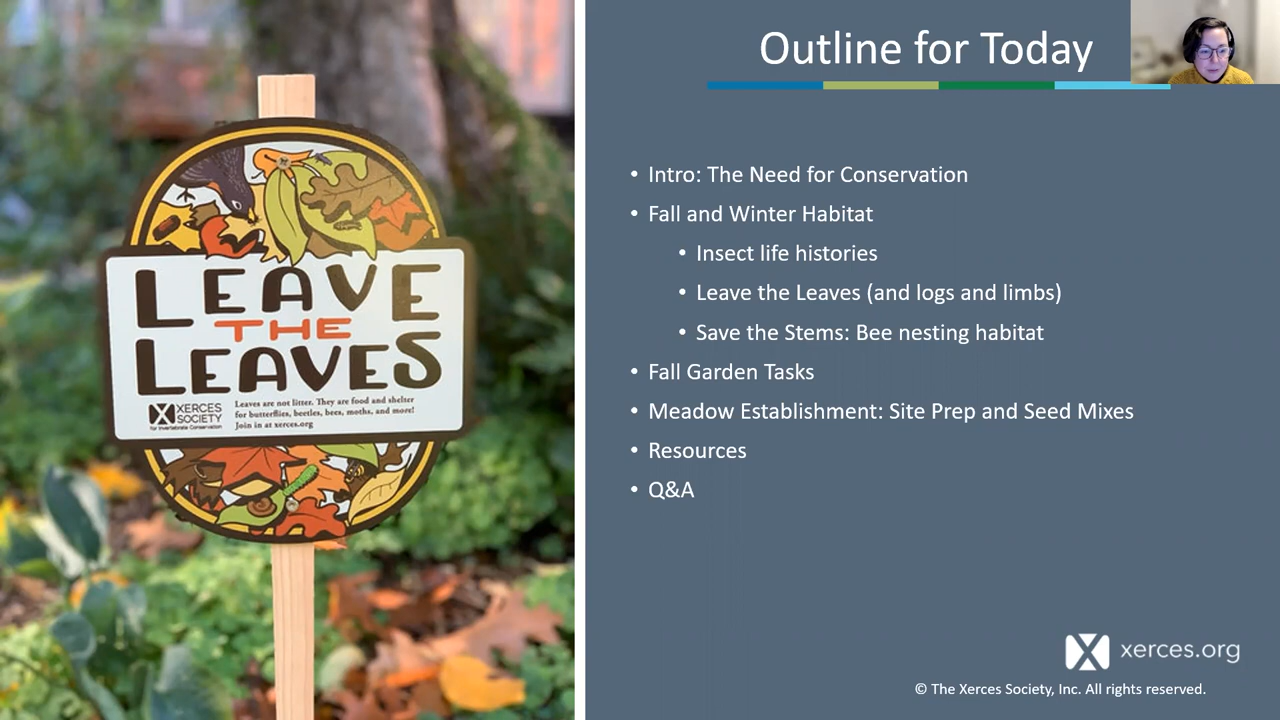 LEAVE
THE
LEAVES
XERCES
SOCIETY
for Invertebrate Conservation
Leaves are not litter. They are food and shelter
for butterflies, beetles, bees, moths, and more!
Join in at xerces.org
Outline for Today
• Intro: The Need for Conservation
• Fall and Winter Habitat
• Insect life histories
• Leave the Leaves (and logs and limbs)
• Save the Stems: Bee nesting habitat
• Fall Garden Tasks
• Meadow Establishment: Site Prep and Seed Mixes
• Resources
• Q&A
xerces.org
© The Xerces Society, Inc. All rights reserved.